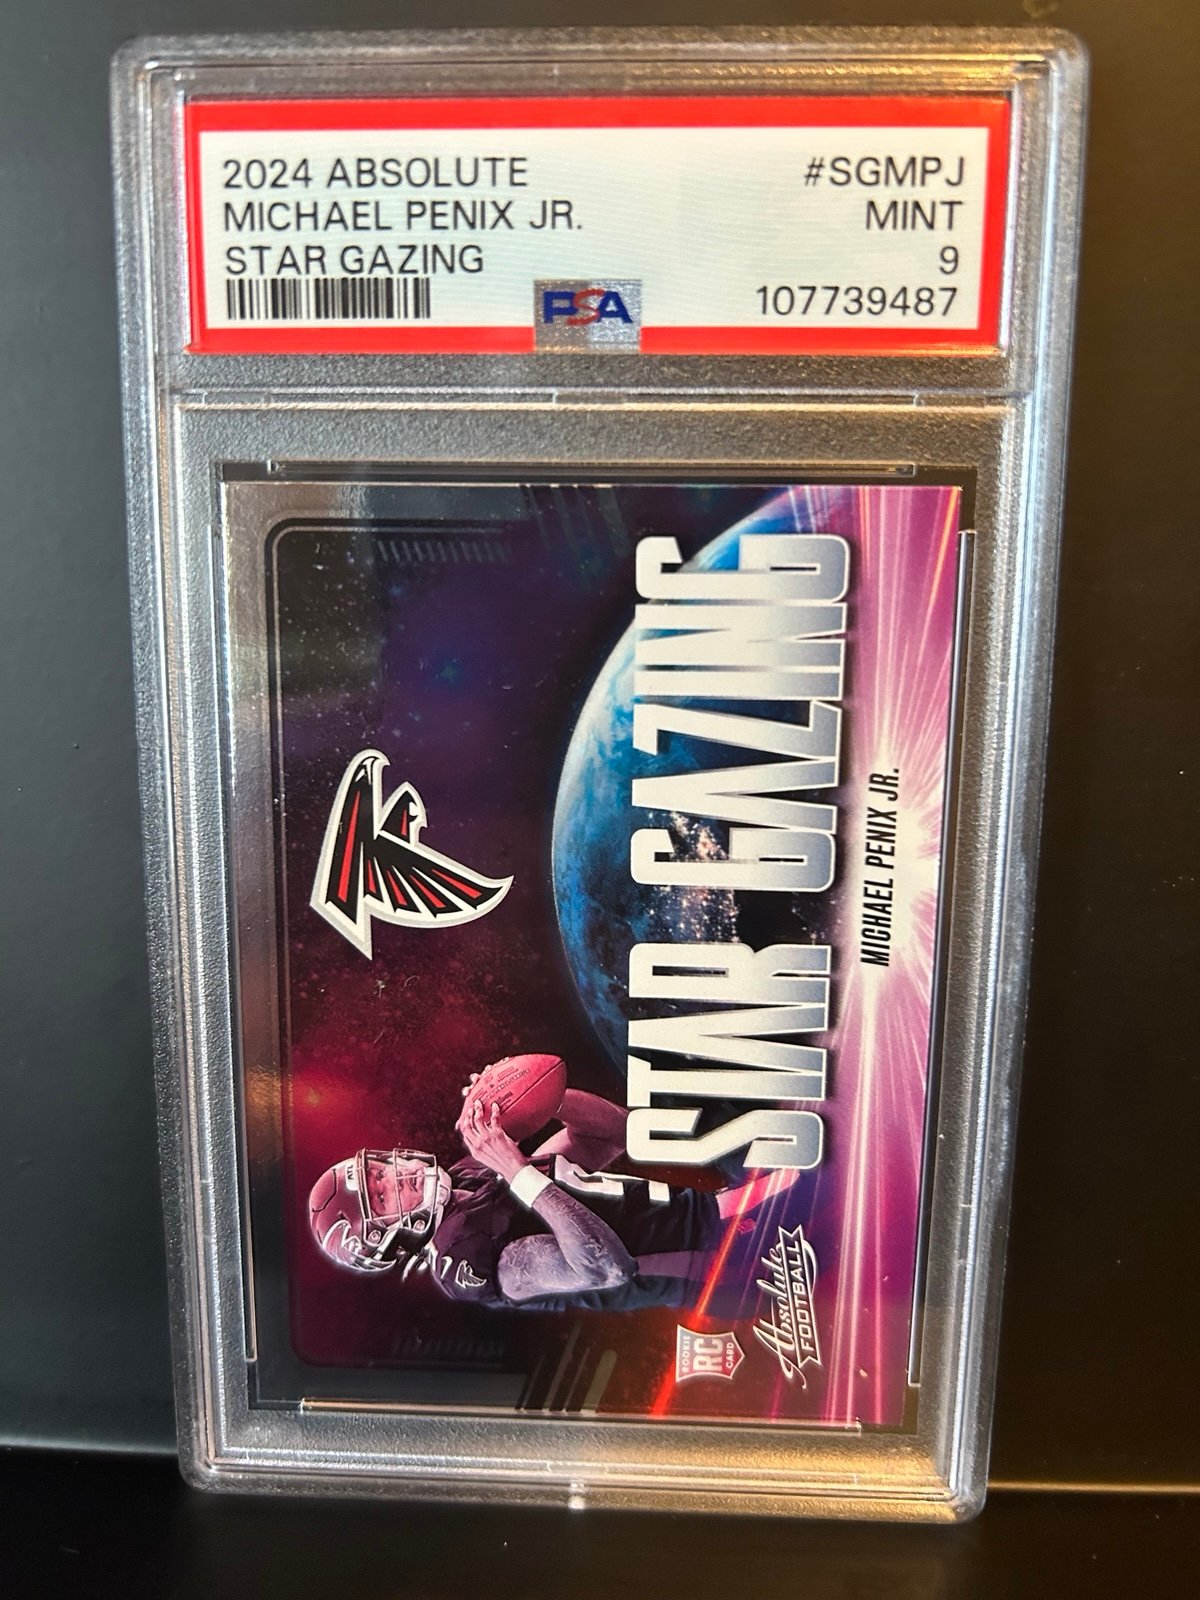 2024 ABSOLUTE
MICHAEL PENIX JR.
STAR GAZING
#SGMPJ
MINT
9
107739487
PSA
STAR GAZING
MICHAEL PENIX JR.
ATL
ROOKIE
RC
CARD
Absolute
FOOTBALL